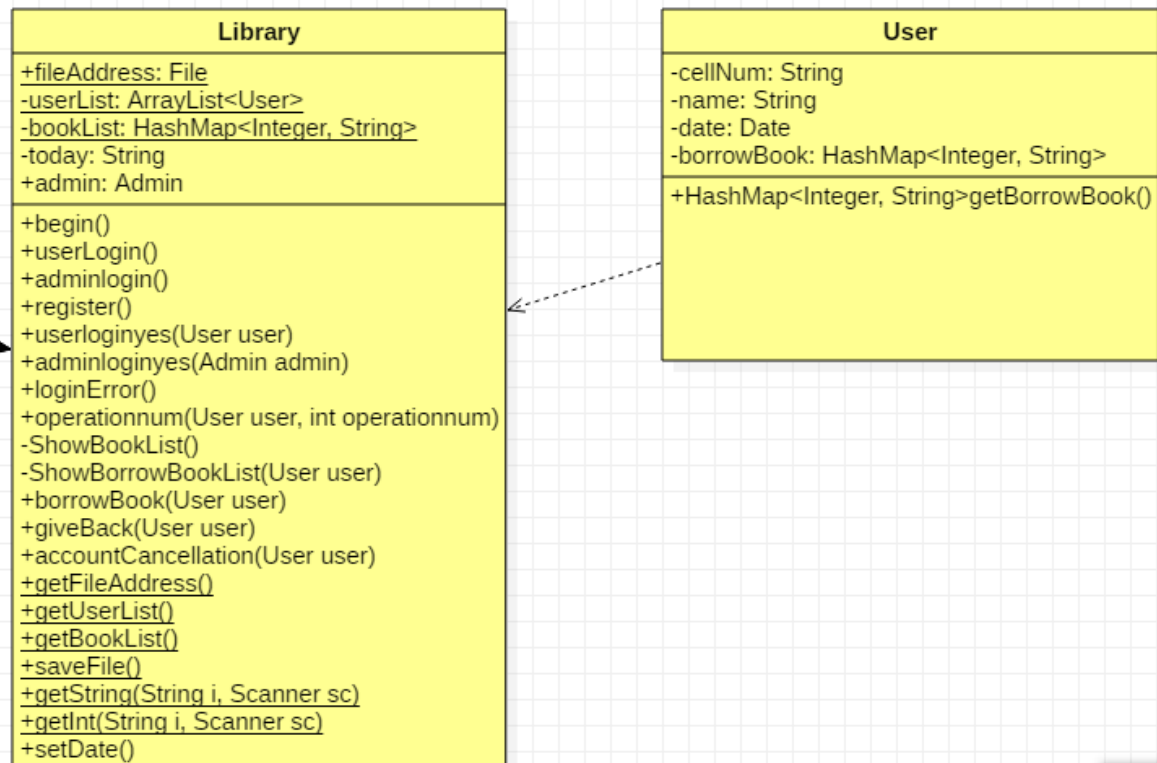 Library
+fileAddress: File
-userList: ArrayList<User>
-bookList: HashMap<Integer, String>
-today: String
+admin: Admin
+begin()
+userLogin()
+adminlogin()
+register()
+userloginyes(User user)
+adminloginyes(Admin admin)
+loginError()
+operationnum(User user, int operationnum)
-ShowBookList()
-ShowBorrowBookList(User user)
+borrowBook(User user)
+giveBack(User user)
+accountCancellation(User user)
+getFileAddress()
+getUserList()
+getBookList()
+saveFile()
+getString(String i, Scanner sc)
+getInt(String i, Scanner sc)
+setDate()
User
-cellNum: String
-name: String
-date: Date
-borrowBook: HashMap<Integer, String>
+HashMap<Integer, String>getBorrowBook()